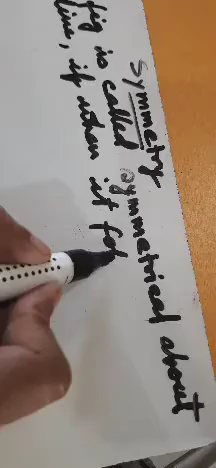 Symmetry
fig is called symmetrical about
line, if when it fo